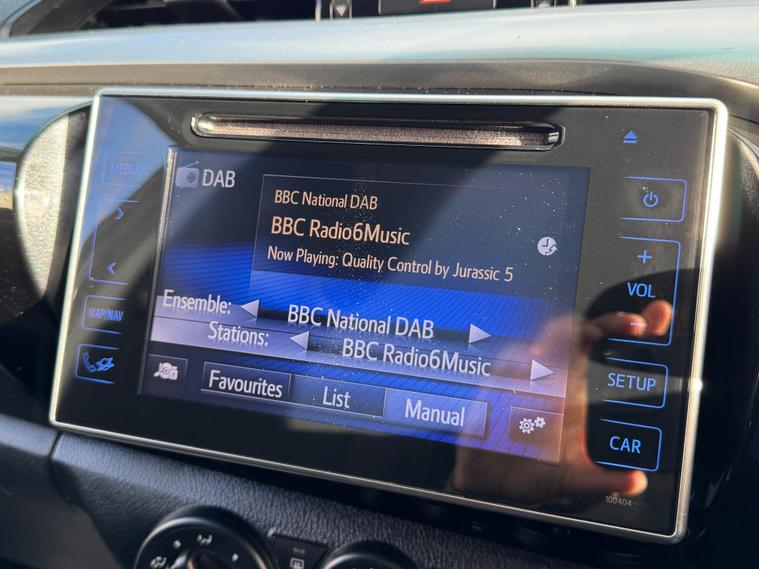 MEDIA
MAP/NAV
DAB
BBC National DAB
BBC Radio6Music
Now Playing: Quality Control by Jurassic 5
Ensemble: BBC National DAB
Stations: BBC Radio6Music
Favourites List Manual
+
VOL
-
SETUP
CAR
100404